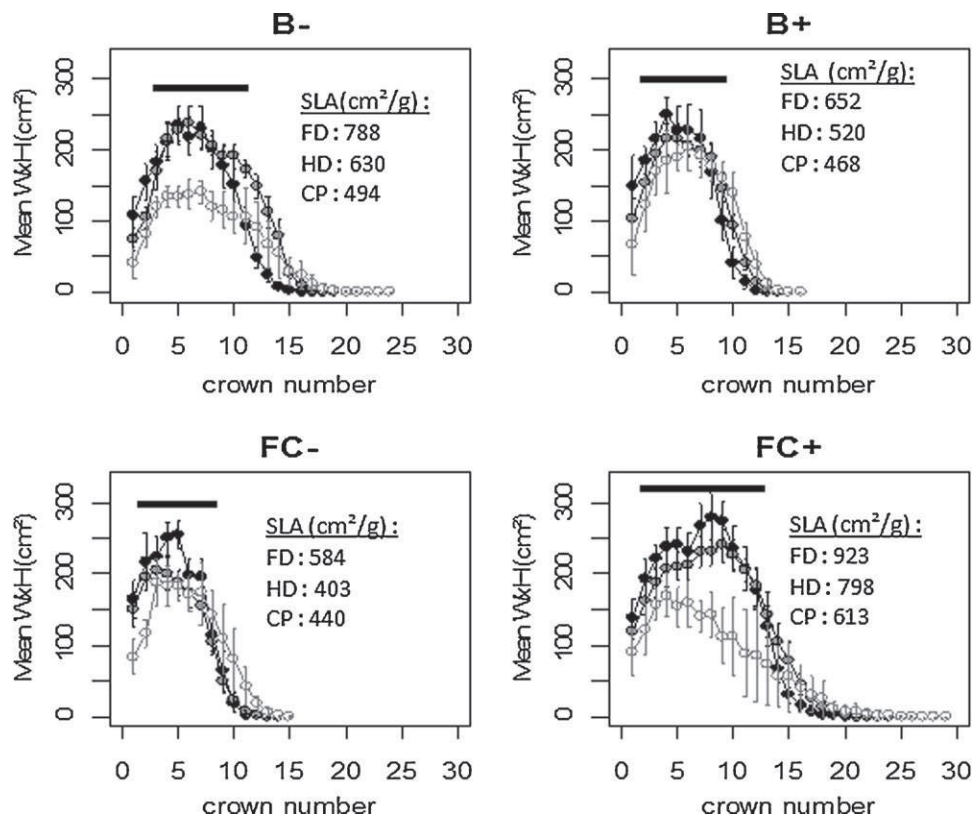 B-
Mean WxH(cm²)
300
200
100
0
SLA(cm²/g) :
FD : 788
HD : 630
CP : 494
0 5 10 15 20 25 30
crown number
B+
Mean WxH(cm²)
300
200
100
0
SLA (cm²/g) :
FD : 652
HD : 520
CP : 468
0 5 10 15 20 25 30
crown number
FC-
Mean WxH(cm²)
300
200
100
0
SLA (cm²/g) :
FD : 584
HD : 403
CP : 440
0 5 10 15 20 25 30
crown number
FC+
Mean WxH(cm²)
300
200
100
0
SLA (cm²/g) :
FD : 923
HD : 798
CP : 613
0 5 10 15 20 25 30
crown number